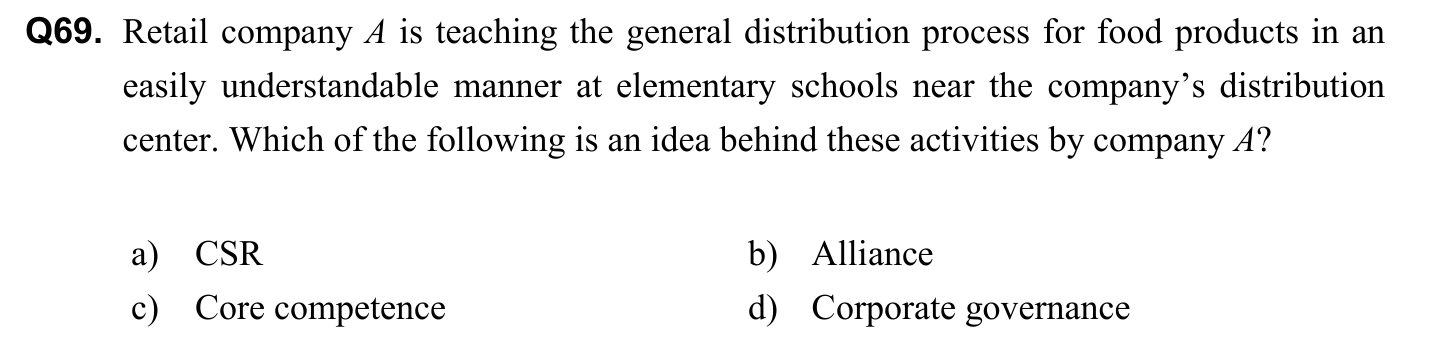 Q69. Retail company A is teaching the general distribution process for food products in an
easily understandable manner at elementary schools near the company’s distribution
center. Which of the following is an idea behind these activities by company A?
a) CSR b) Alliance
c) Core competence d) Corporate governance